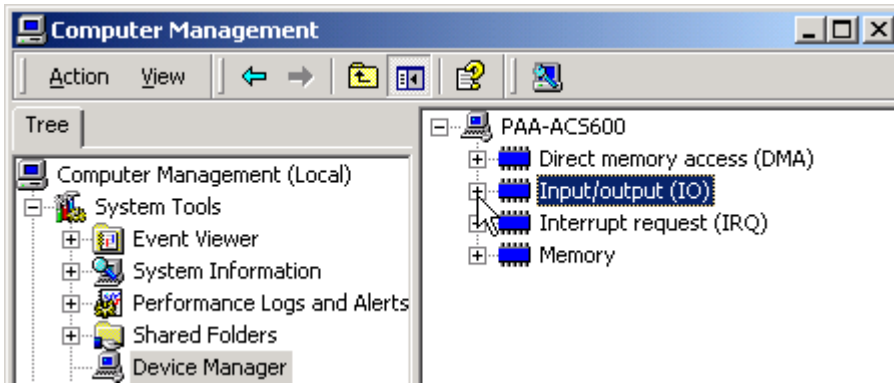 Computer Management
Action View
Tree
Computer Management (Local)
System Tools
Event Viewer
System Information
Performance Logs and Alerts
Shared Folders
Device Manager
PAA-ACS600
Direct memory access (DMA)
Input/output (IO)
Interrupt request (IRQ)
Memory